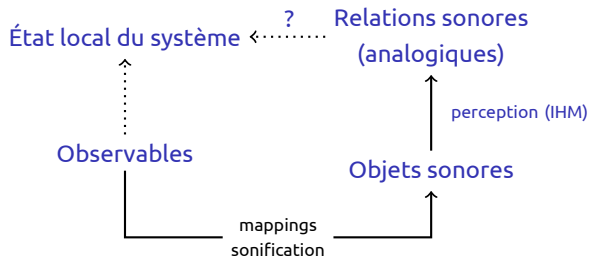 État local du système
?
Relations sonores
(analogiques)
perception (IHM)
Observables
Objets sonores
mappings
sonification